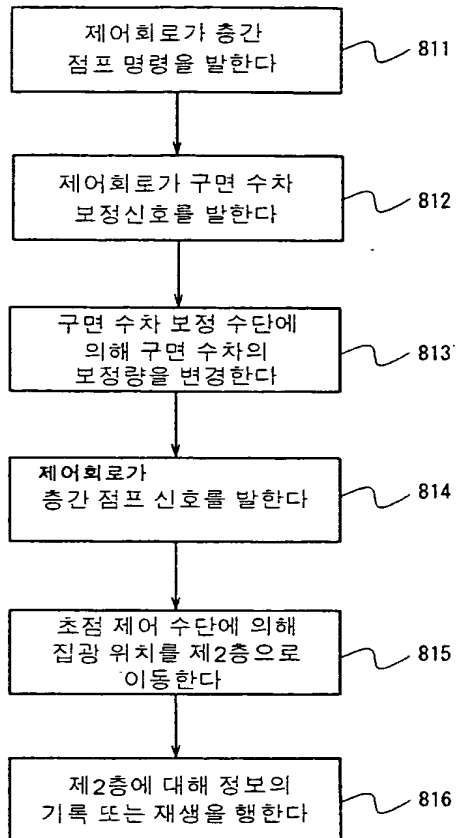 제어회로가 층간
점프 명령을 발한다
811
제어회로가 구면 수차
보정신호를 발한다
812
구면 수차 보정 수단에
의해 구면 수차의
보정량을 변경한다
813
제어회로가
층간 점프 신호를 발한다
814
초점 제어 수단에 의해
집광 위치를 제2층으로
이동한다
815
제2층에 대해 정보의
기록 또는 재생을 행한다
816